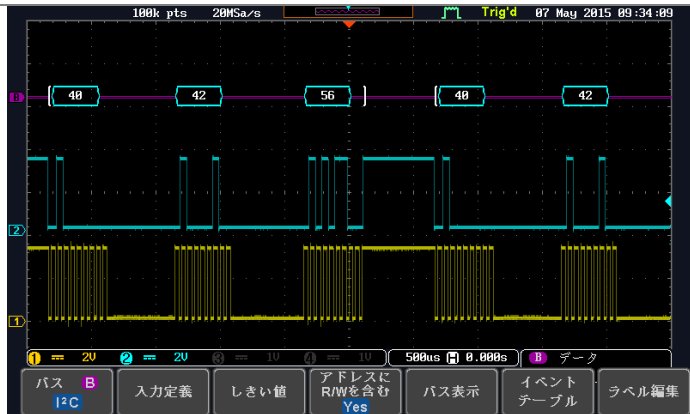 100k pts 20MSa/s Trig'd 07 May 2015 09:34:09
B 40 42 56 40 42
2
1
1 2V 2 2V 3 1V 4 1V 500us H 0.000s B データ
バス B I²C
入力定義
しきい値
アドレスに
R/Wを含む
Yes
バス表示
イベント
テーブル
ラベル編集